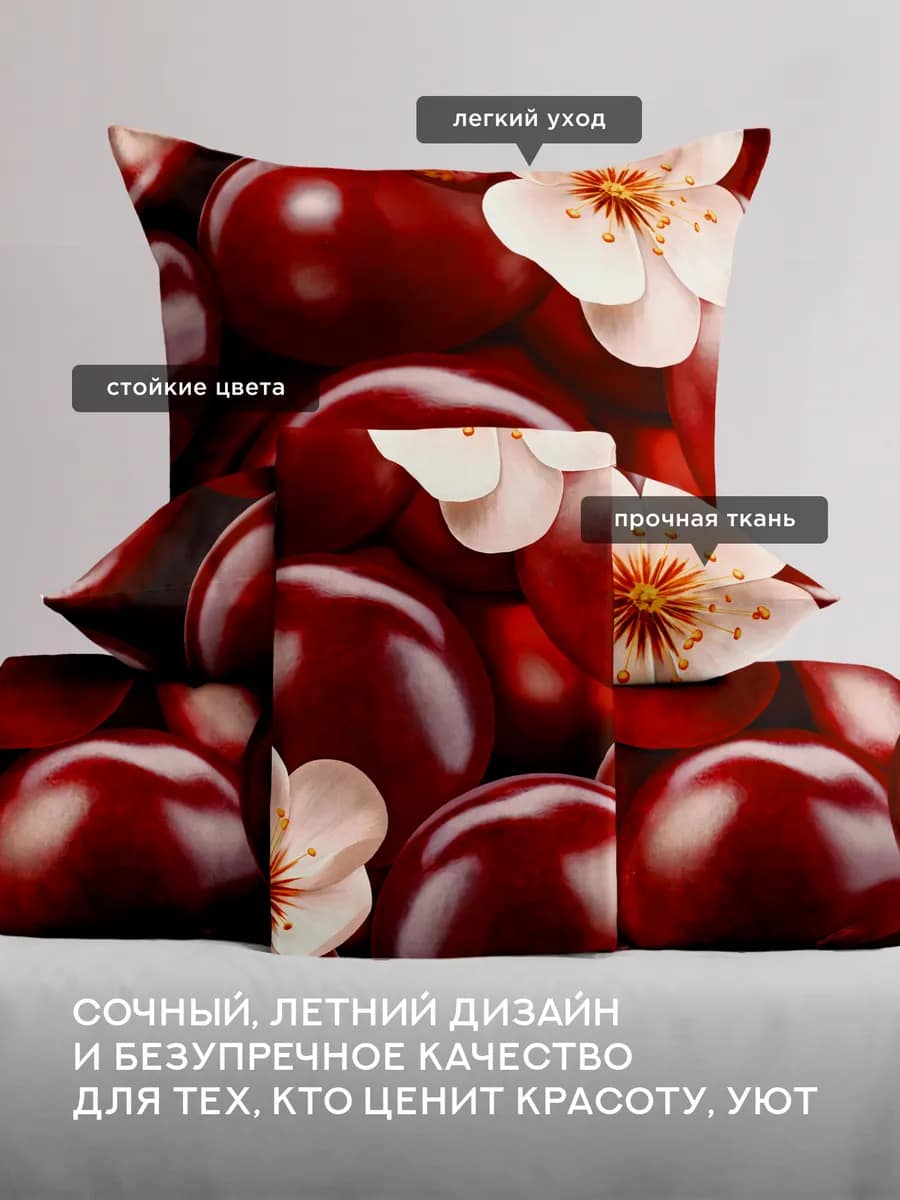 легкий уход
стойкие цвета
прочная ткань
СОЧНЫЙ, ЛЕТНИЙ ДИЗАЙН
И БЕЗУПРЕЧНОЕ КАЧЕСТВО
ДЛЯ ТЕХ, КТО ЦЕНИТ КРАСОТУ, УЮТ